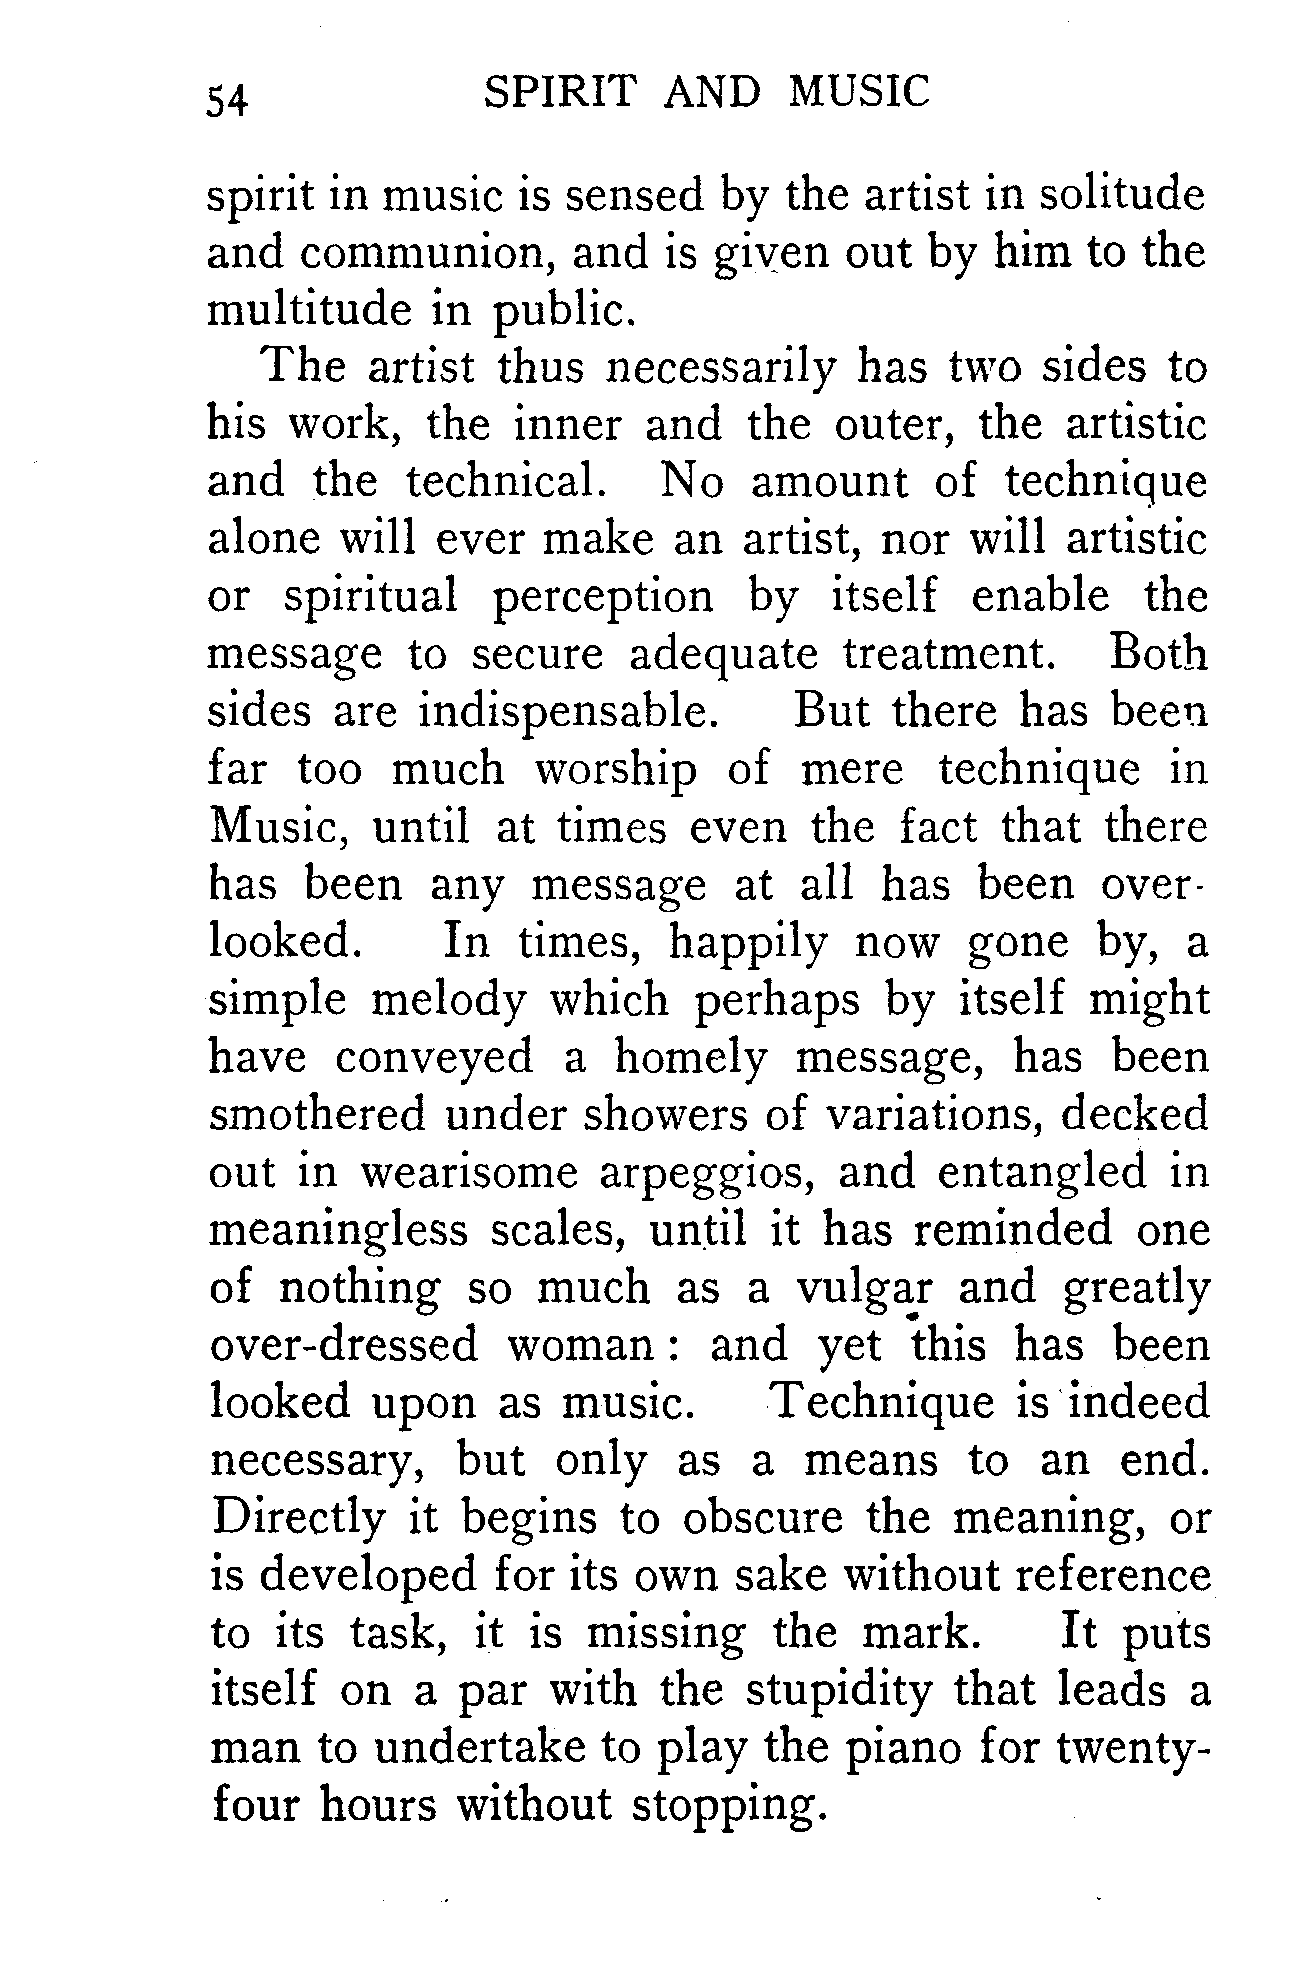 54 SPIRIT AND MUSIC
spirit in music is sensed by the artist in solitude
and communion, and is given out by him to the
multitude in public.
The artist thus necessarily has two sides to
his work, the inner and the outer, the artistic
and the technical. No amount of technique
alone will ever make an artist, nor will artistic
or spiritual perception by itself enable the
message to secure adequate treatment. Both
sides are indispensable. But there has been
far too much worship of mere technique in
Music, until at times even the fact that there
has been any message at all has been over-
looked. In times, happily now gone by, a
simple melody which perhaps by itself might
have conveyed a homely message, has been
smothered under showers of variations, decked
out in wearisome arpeggios, and entangled in
meaningless scales, until it has reminded one
of nothing so much as a vulgar and greatly
over-dressed woman : and yet this has been
looked upon as music. Technique is indeed
necessary, but only as a means to an end.
Directly it begins to obscure the meaning, or
is developed for its own sake without reference
to its task, it is missing the mark. It puts
itself on a par with the stupidity that leads a
man to undertake to play the piano for twenty-
four hours without stopping.